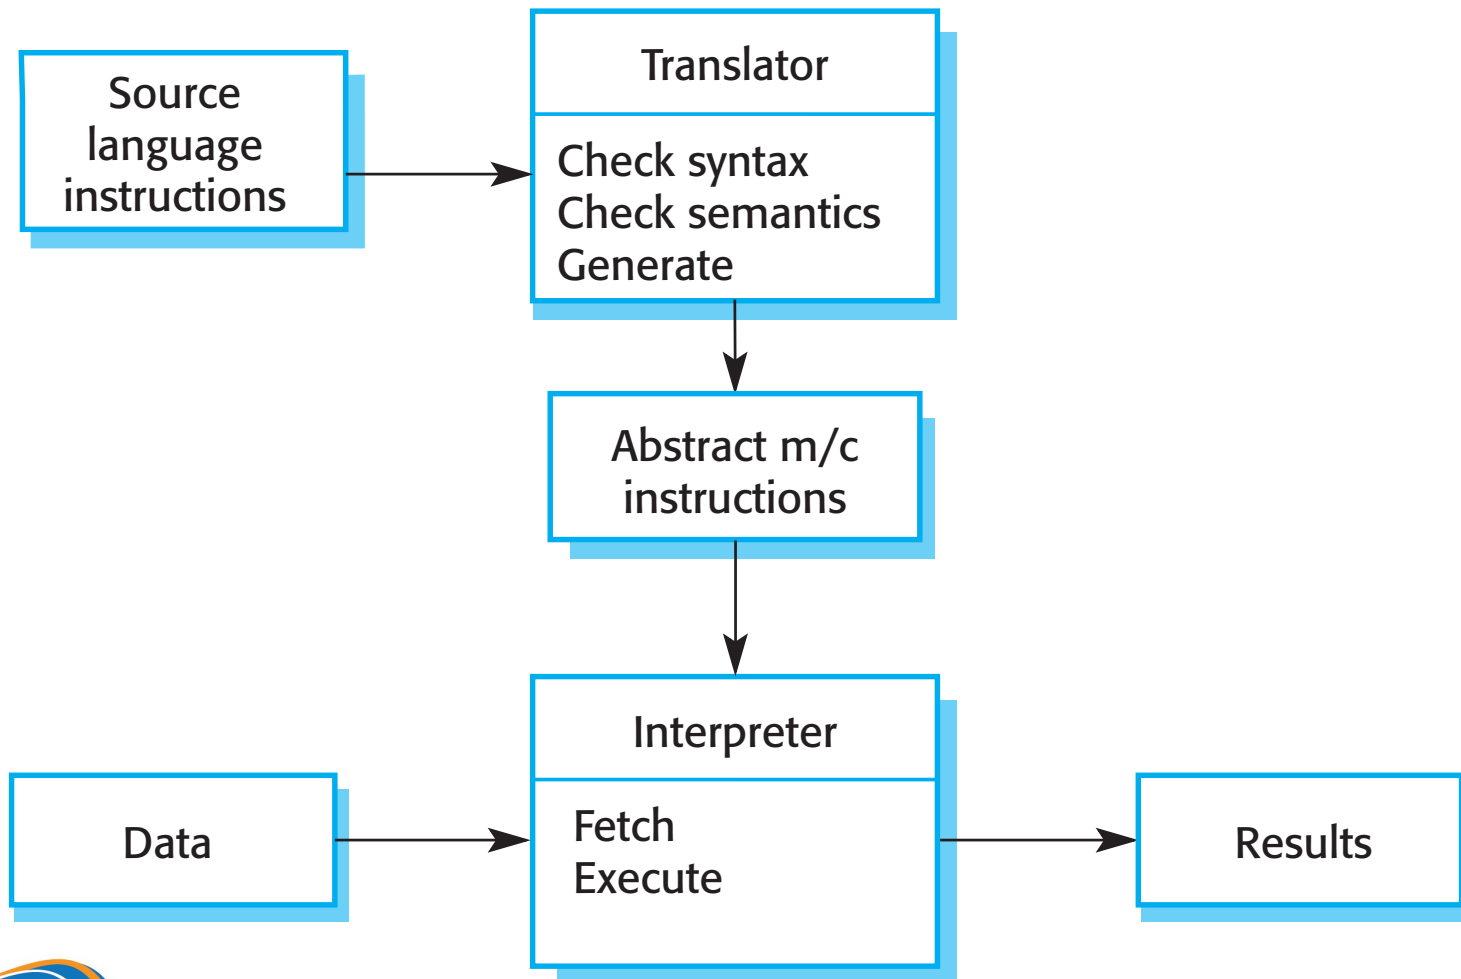 Source
language
instructions
Translator
Check syntax
Check semantics
Generate
Abstract m/c
instructions
Interpreter
Fetch
Execute
Data
Results